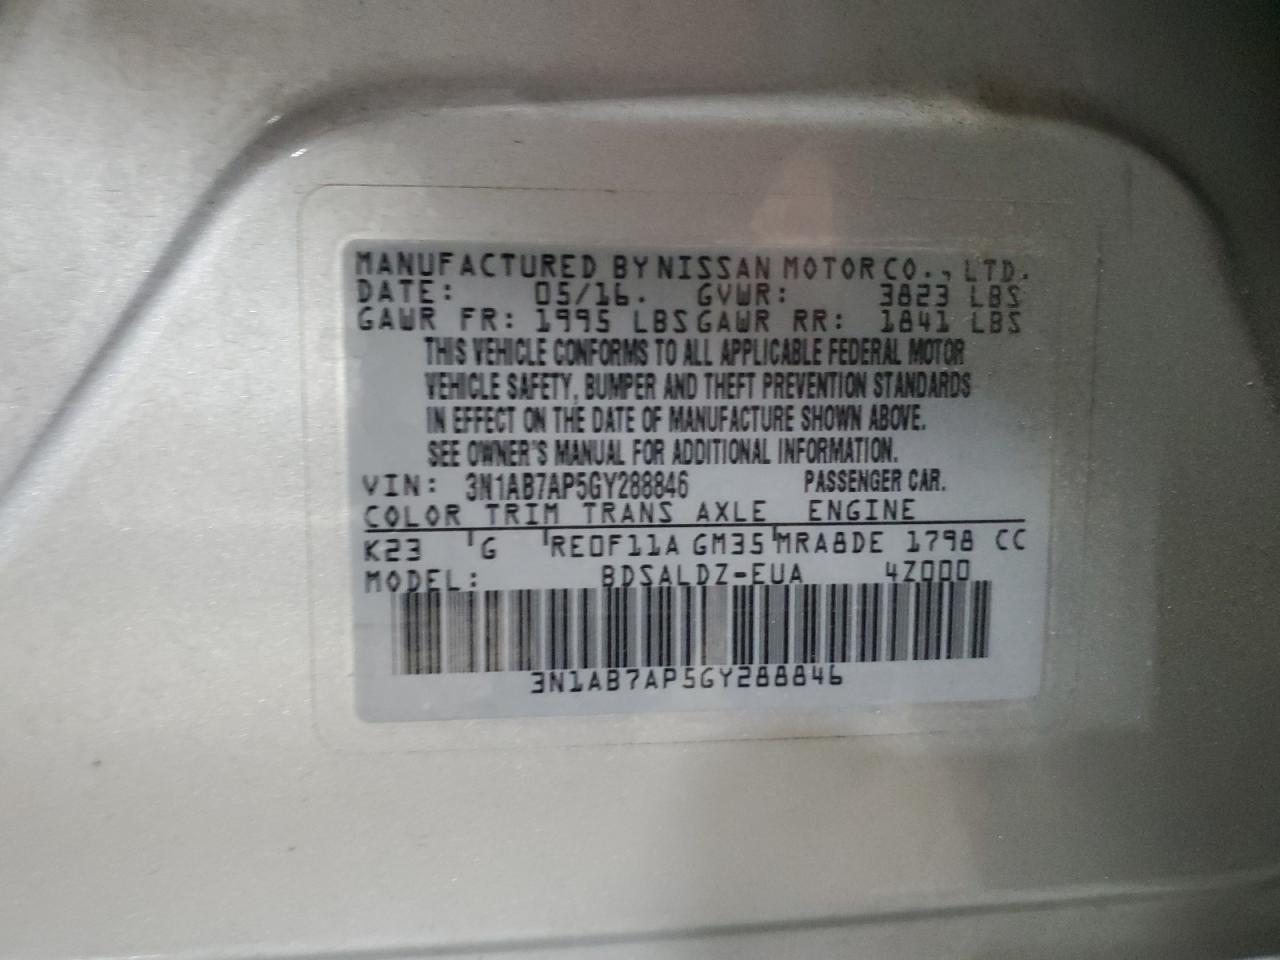 MANUFACTURED BY NISSAN MOTOR CO., LTD.
DATE: 05/16. GVWR: 3823 LBS
GAWR FR: 1995 LBS GAWR RR: 1841 LBS
THIS VEHICLE CONFORMS TO ALL APPLICABLE FEDERAL MOTOR
VEHICLE SAFETY, BUMPER AND THEFT PREVENTION STANDARDS
IN EFFECT ON THE DATE OF MANUFACTURE SHOWN ABOVE.
SEE OWNER'S MANUAL FOR ADDITIONAL INFORMATION.
VIN: 3N1AB7AP5GY288846 PASSENGER CAR.
COLOR TRIM TRANS AXLE ENGINE
K23 G RE0F11A GM35 MRA8DE 1798 CC
MODEL: BDSALDZ-EUA 4Z000
3N1AB7AP5GY288846